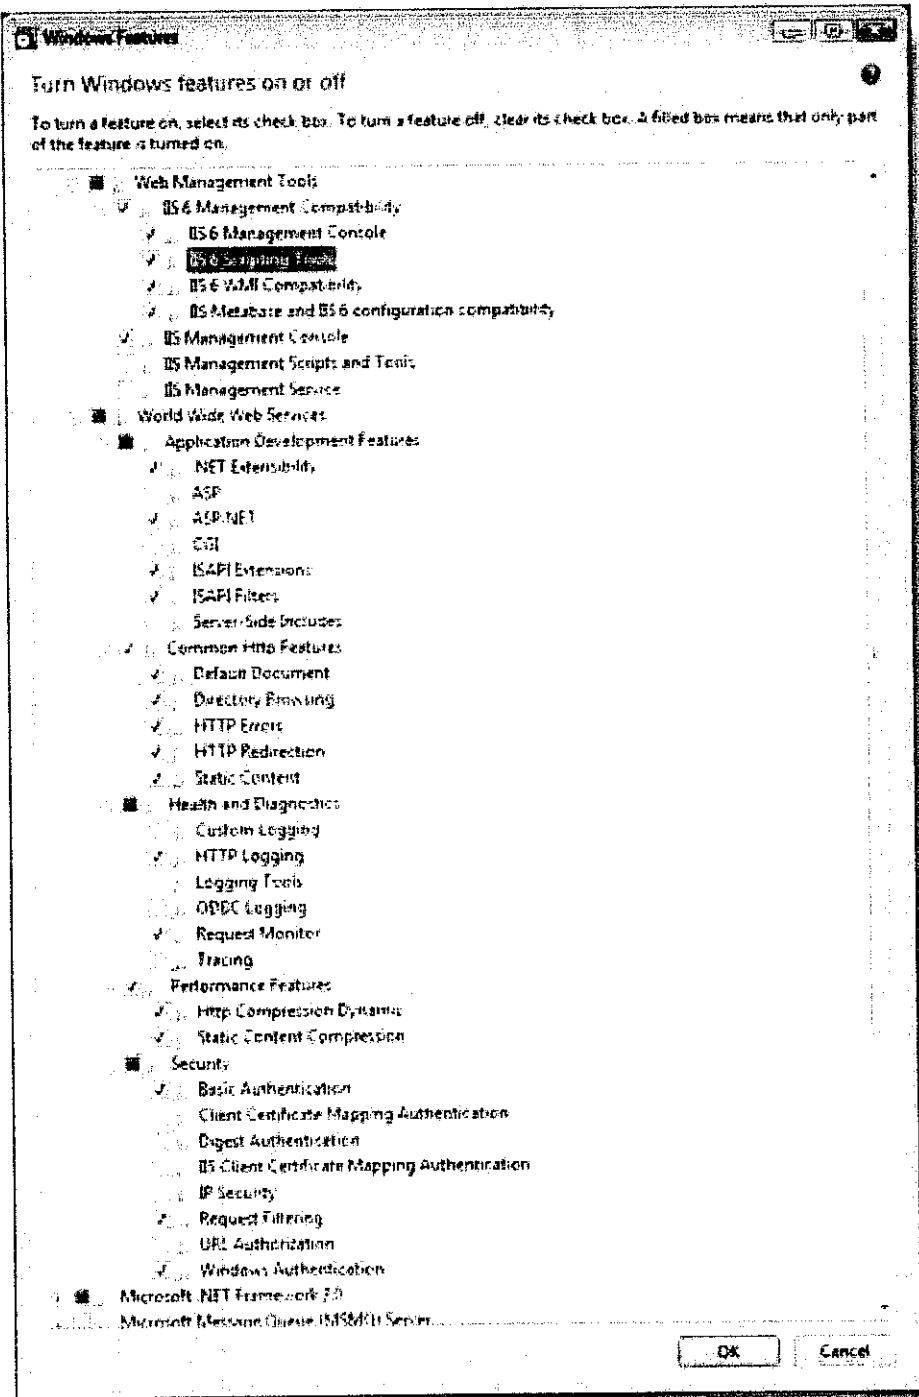 Windows Features
Turn Windows features on or off
To turn a feature on, select its check box. To turn a feature off, clear its check box. A filled box means that only part
of the feature is turned on.
Web Management Tools
IIS 6 Management Compatibility
IIS 6 Management Console
IIS 6 Scripting Tools
IIS 6 WMI Compatibility
IIS Metabase and IIS 6 configuration compatibility
IIS Management Console
IIS Management Scripts and Tools
IIS Management Service
World Wide Web Services
Application Development Features
.NET Extensibility
ASP
ASP.NET
CGI
ISAPI Extensions
ISAPI Filters
Server-Side Includes
Common Http Features
Default Document
Directory Browsing
HTTP Errors
HTTP Redirection
Static Content
Health and Diagnostics
Custom Logging
HTTP Logging
Logging Tools
ODBC Logging
Request Monitor
Tracing
Performance Features
Http Compression Dynamic
Static Content Compression
Security
Basic Authentication
Client Certificate Mapping Authentication
Digest Authentication
IIS Client Certificate Mapping Authentication
IP Security
Request Filtering
URL Authorization
Windows Authentication
Microsoft .NET Framework
Microsoft Message Queue (MSMQ) Server
OK Cancel